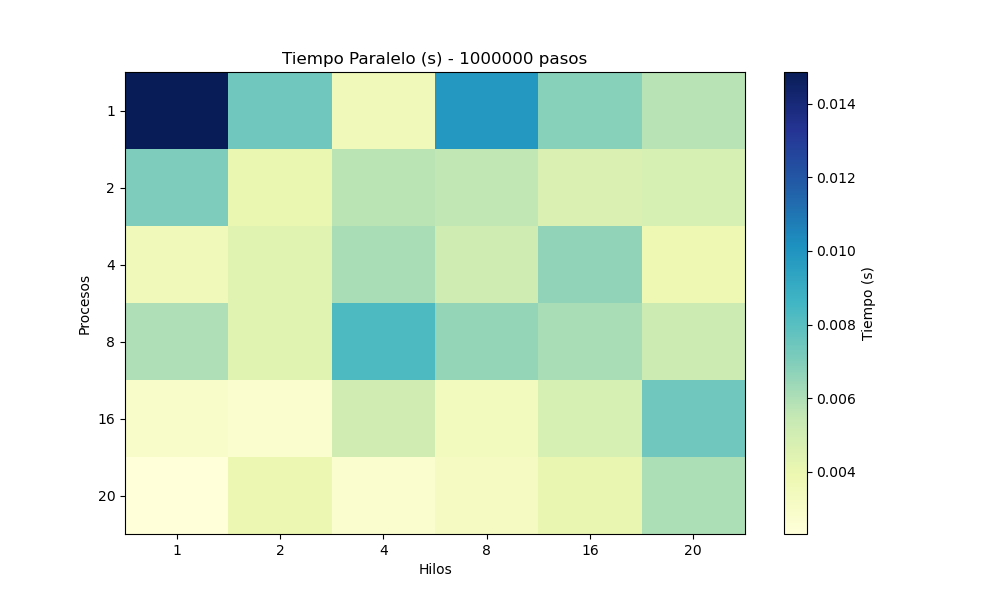 Tiempo Paralelo (s) - 1000000 pasos
Procesos
1
2
4
8
16
20
1 2 4 8 16 20
Hilos
0.014
0.012
0.010
0.008
0.006
0.004
Tiempo (s)